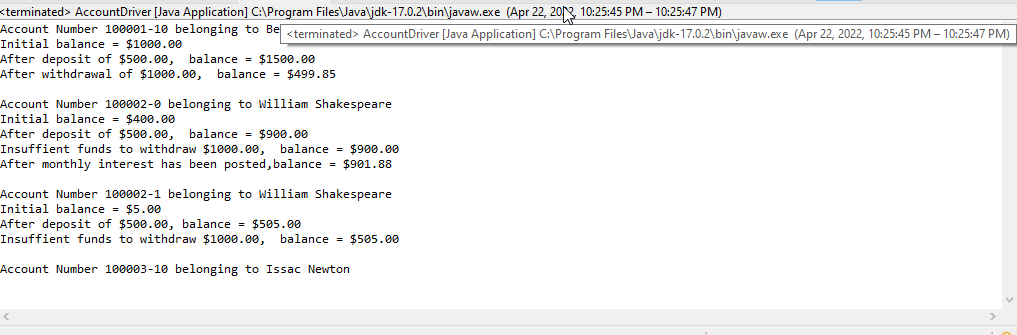 <terminated> AccountDriver [Java Application] C:\Program Files\Java\jdk-17.0.2\bin\javaw.exe (Apr 22, 2022, 10:25:45 PM – 10:25:47 PM)
Account Number 100001-10 belonging to
<terminated> AccountDriver [Java Application] C:\Program Files\Java\jdk-17.0.2\bin\javaw.exe (Apr 22, 2022, 10:25:45 PM – 10:25:47 PM)
Initial balance = $1000.00
After deposit of $500.00,  balance = $1500.00
After withdrawal of $1000.00,  balance = $499.85
Account Number 100002-0 belonging to William Shakespeare
Initial balance = $400.00
After deposit of $500.00,  balance = $900.00
Insufficient funds to withdraw $1000.00,  balance = $900.00
After monthly interest has been posted,balance = $901.88
Account Number 100002-1 belonging to William Shakespeare
Initial balance = $5.00
After deposit of $500.00, balance = $505.00
Insuffient funds to withdraw $1000.00,  balance = $505.00
Account Number 100003-10 belonging to Issac Newton